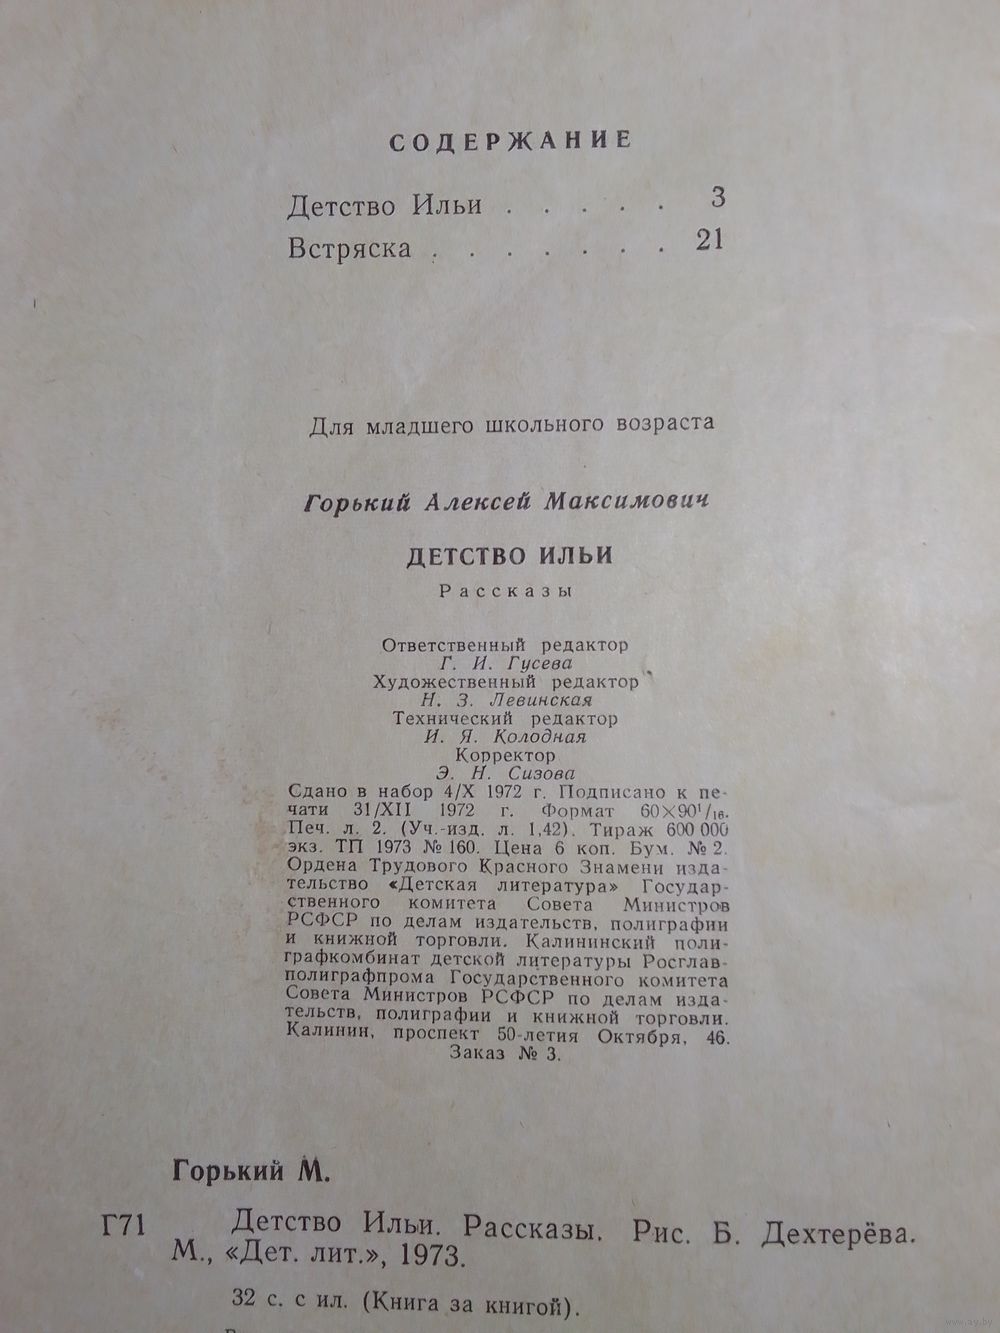 СОДЕРЖАНИЕ
Детство Ильи . . . . . 3
Встряска . . . . . . . 21
Для младшего школьного возраста
Горький Алексей Максимович
ДЕТСТВО ИЛЬИ
Рассказы
Ответственный редактор
Г. И. Гусева
Художественный редактор
Н. З. Левинская
Технический редактор
И. Я. Колодная
Корректор
Э. Н. Сизова
Сдано в набор 4/X 1972 г. Подписано к пе-
чати 31/XII 1972 г. Формат 60×90¹/₁₆.
Печ. л. 2. (Уч.-изд. л. 1,42). Тираж 600 000
экз. ТП 1973 № 160. Цена 6 коп. Бум. № 2.
Ордена Трудового Красного Знамени изда-
тельство «Детская литература» Государ-
ственного комитета Совета Министров
РСФСР по делам издательств, полиграфии
и книжной торговли. Калининский поли-
графкомбинат детской литературы Росглав-
полиграфпрома Государственного комитета
Совета Министров РСФСР по делам изда-
тельств, полиграфии и книжной торговли.
Калинин, проспект 50-летия Октября, 46.
Заказ № 3.
Горький М.
Г71 Детство Ильи. Рассказы. Рис. Б. Дехтерёва.
М., «Дет. лит.», 1973.
32 с. с ил. (Книга за книгой).
www.ay.by